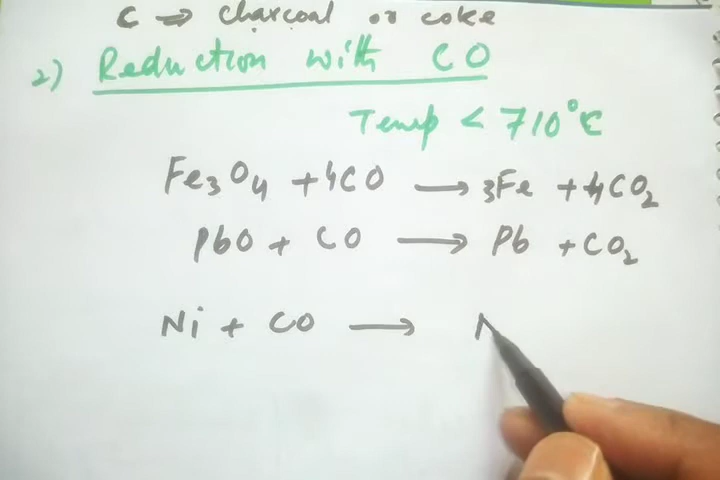 C ⇒ charcoal or coke
2) Reduction with CO
Temp < 710°C
Fe₃O₄ + 4CO ⟶ 3Fe + 4CO₂
PbO + CO ⟶ Pb + CO₂
Ni + CO ⟶